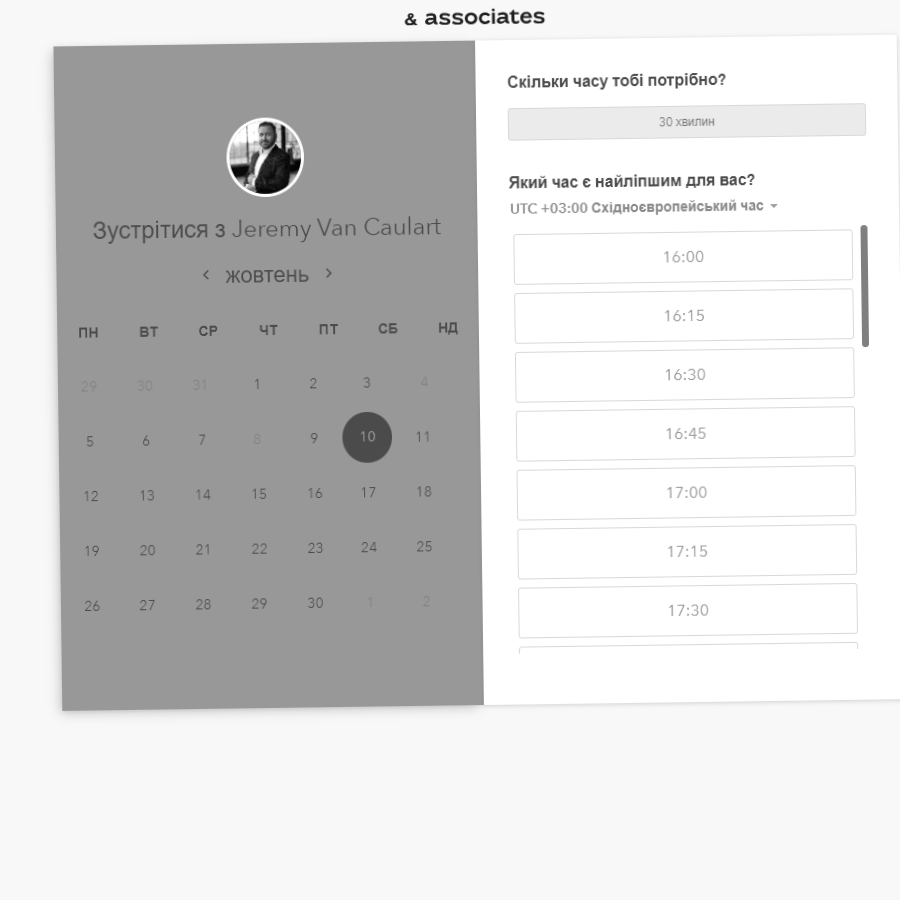 & associates
Зустрітися з Jeremy Van Caulart
жовтень
ПН ВТ СР ЧТ ПТ СБ НД
29 30 31 1 2 3 4
5 6 7 8 9 10 11
12 13 14 15 16 17 18
19 20 21 22 23 24 25
26 27 28 29 30 1 2
Скільки часу тобі потрібно?
30 хвилин
Який час є найліпшим для вас?
UTC +03:00 Східноєвропейський час
16:00
16:15
16:30
16:45
17:00
17:15
17:30